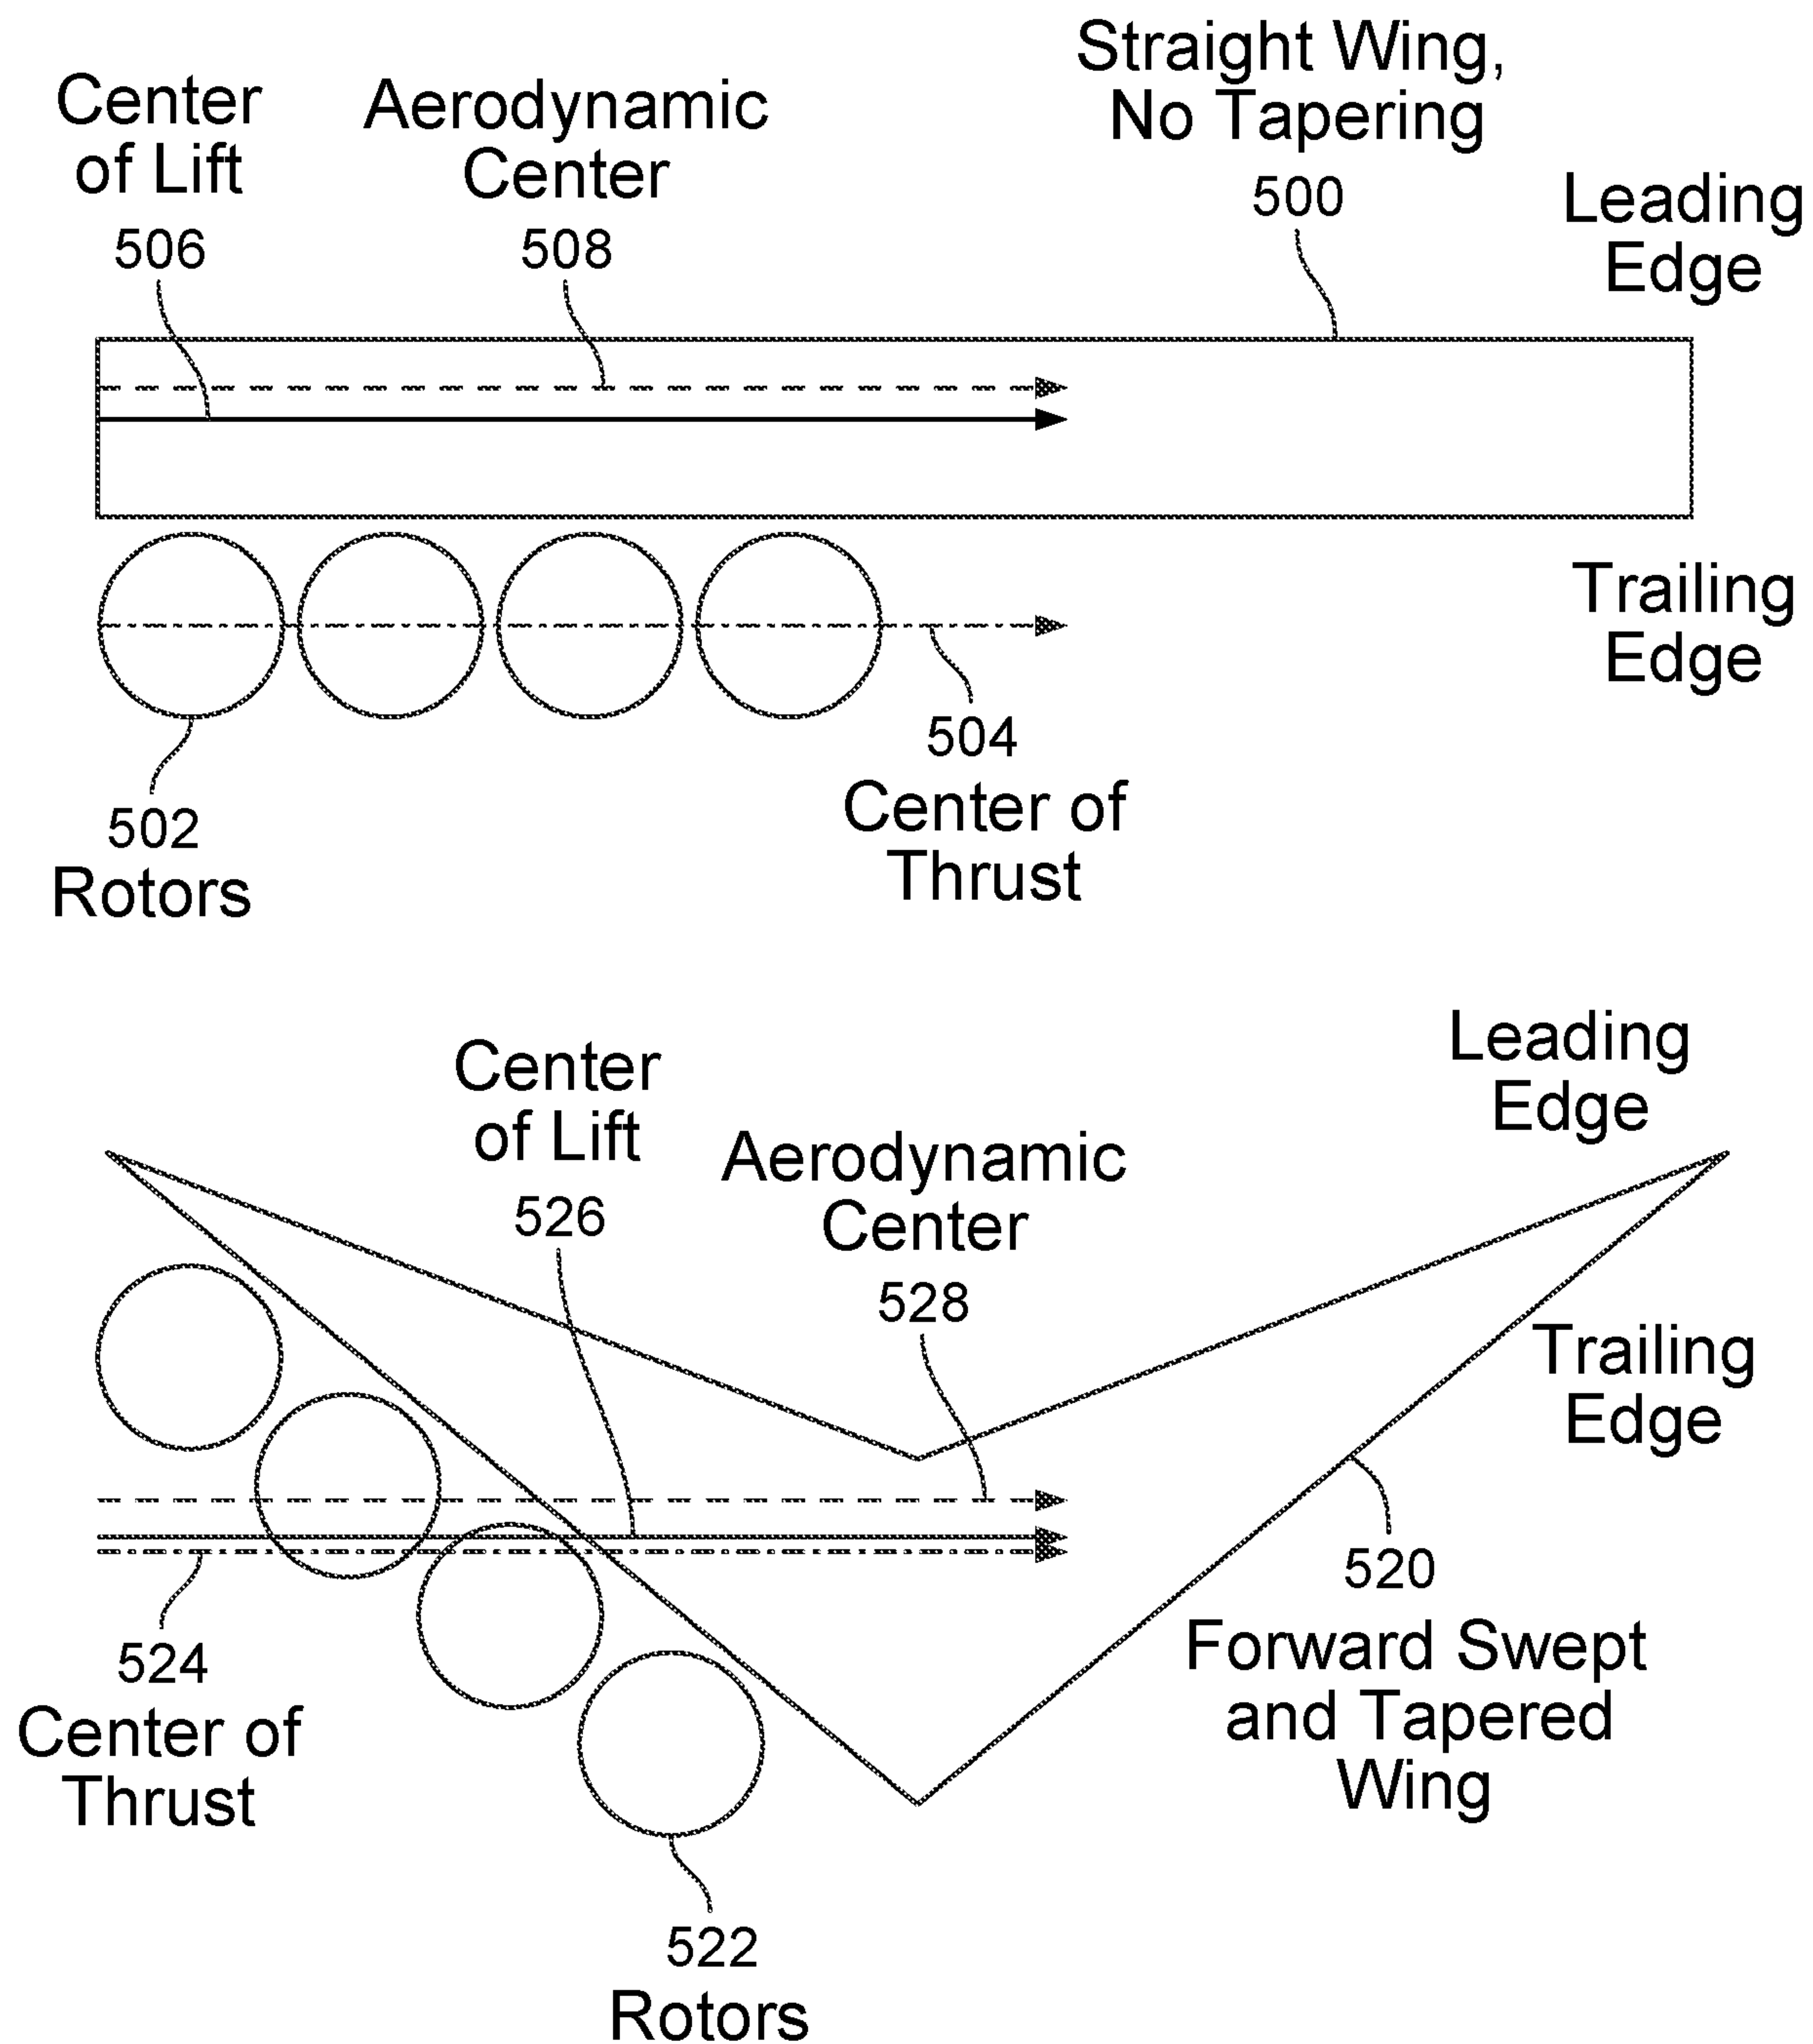 Straight Wing,
No Tapering
500
Center
of Lift
506
Aerodynamic
Center
508
Leading
Edge
Trailing
Edge
504
Center of
Thrust
502
Rotors
Leading
Edge
Center
of Lift
526
Aerodynamic
Center
528
Trailing
Edge
520
Forward Swept
and Tapered
Wing
524
Center of
Thrust
522
Rotors